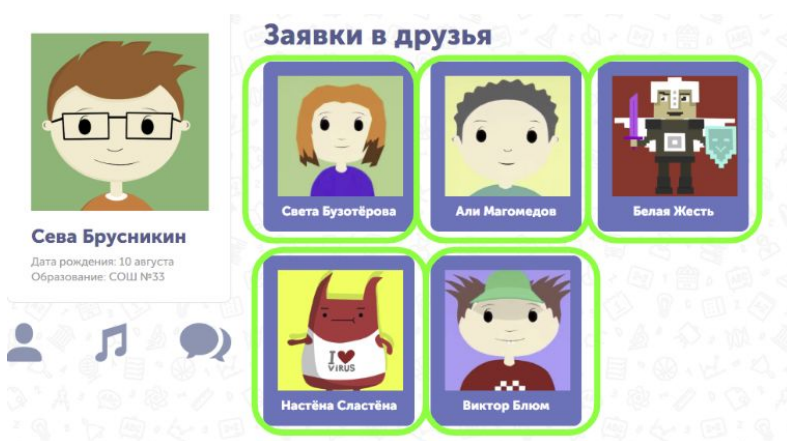 Заявки в друзья
Света Бузотёрова
Али Магомедов
Белая Жесть
Сева Брусникин
Дата рождения: 10 августа
Образование: СОШ №33
I ♥ VIRUS
Настёна Сластёна
Виктор Блюм